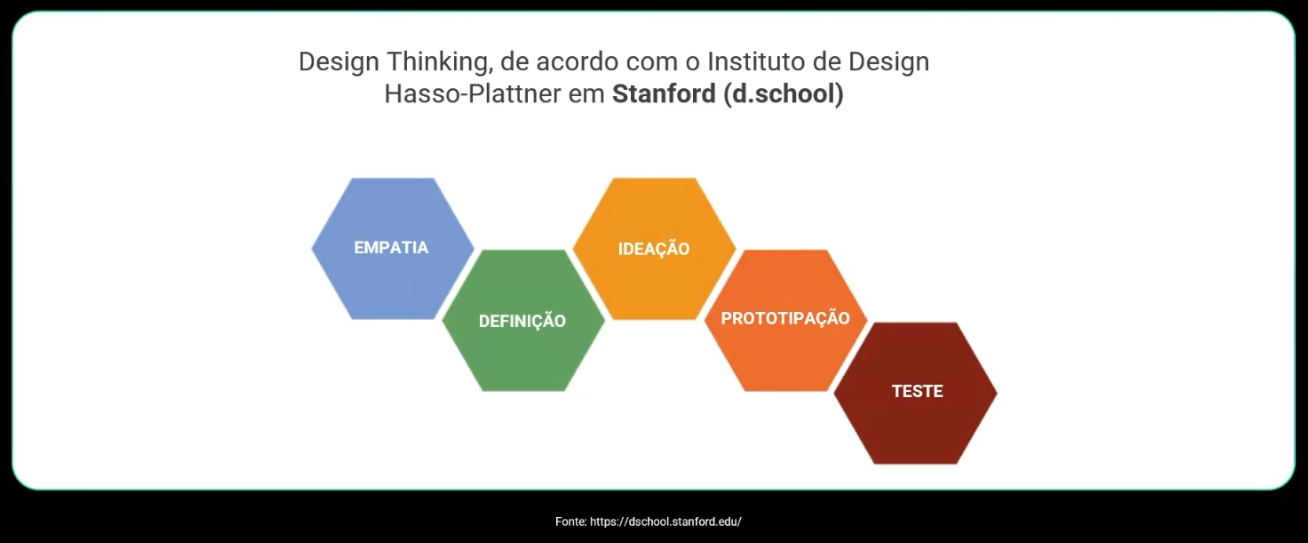 Design Thinking, de acordo com o Instituto de Design
Hasso-Plattner em Stanford (d.school)
EMPATIA
DEFINIÇÃO
IDEAÇÃO
PROTOTIPAÇÃO
TESTE
Fonte: https://dschool.stanford.edu/